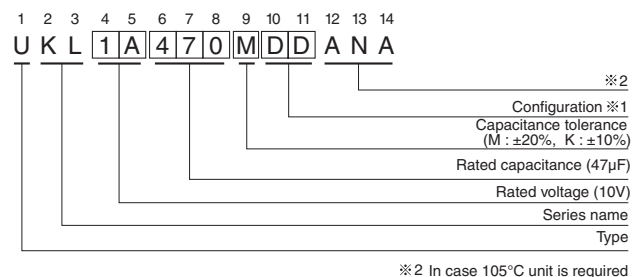 1 2 3 4 5 6 7 8 9 10 11 12 13 14
U K L 1 A 4 7 0 M D D A N A
※2
Configuration ※1
Capacitance tolerance
(M : ±20%, K : ±10%)
Rated capacitance (47µF)
Rated voltage (10V)
Series name
Type
※2 In case 105°C unit is required